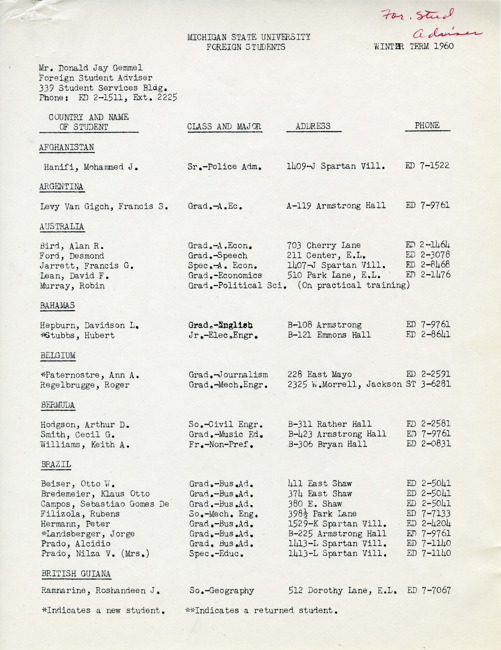 For. Stud
adviser
MICHIGAN STATE UNIVERSITY
FOREIGN STUDENTS
WINTER TERM 1960
Mr. Donald Jay Gemmel
Foreign Student Adviser
339 Student Services Bldg.
Phone: ED 2-1511, Ext. 2225
COUNTRY AND NAME OF STUDENT CLASS AND MAJOR ADDRESS PHONE
AFGHANISTAN
Hanifi, Mohammed J. Sr.-Police Adm. 1409-J Spartan Vill. ED 7-1522
ARGENTINA
Levy Van Gigch, Francis S. Grad.-A.Ec. A-119 Armstrong Hall ED 7-9761
AUSTRALIA
Bird, Alan R. Grad.-A.Econ. 703 Cherry Lane ED 2-1464
Ford, Desmond Grad.-Speech 211 Center, E.L. ED 2-3078
Jarrett, Francis G. Spec.-A. Econ. 1407-J Spartan Vill. ED 2-8468
Lean, David F. Grad.-Economics 510 Park Lane, E.L. ED 2-1476
Murray, Robin Grad.-Political Sci. (On practical training)
BAHAMAS
Hepburn, Davidson L. Grad.-English B-108 Armstrong ED 7-9761
*Stubbs, Hubert Jr.-Elec.Engr. B-121 Emmons Hall ED 2-8641
BELGIUM
*Paternostre, Ann A. Grad.-Journalism 228 East Mayo ED 2-2591
Regelbrugge, Roger Grad.-Mech.Engr. 2325 W.Morrell, Jackson ST 3-6281
BERMUDA
Hodgson, Arthur D. So.-Civil Engr. B-311 Rather Hall ED 2-2581
Smith, Cecil G. Grad.-Music Ed. B-423 Armstrong Hall ED 7-9761
Williams, Keith A. Fr.-Non-Pref. B-306 Bryan Hall ED 2-0831
BRAZIL
Beiser, Otto W. Grad.-Bus.Ad. 411 East Shaw ED 2-5041
Bredemeier, Klaus Otto Grad.-Bus.Ad. 374 East Shaw ED 2-5041
Campos, Sebastiao Gomes De Grad.-Bus.Ad. 380 E. Shaw ED 2-5041
Filizola, Rubens So.-Mech. Eng. 398½ Park Lane ED 7-7133
Hermann, Peter Grad.-Bus.Ad. 1529-K Spartan Vill. ED 2-4204
*Landsberger, Jorge Grad.-Bus.Ad. B-225 Armstrong Hall ED 7-9761
Prado, Alcidio Grad. Bus.Ad. 1413-L Spartan Vill. ED 7-1140
Prado, Nilza V. (Mrs.) Spec.-Educ. 1413-L Spartan Vill. ED 7-1140
BRITISH GUIANA
Ramnarine, Roshandeen J. So.-Geography 512 Dorothy Lane, E.L. ED 7-7067
*Indicates a new student. **Indicates a returned student.